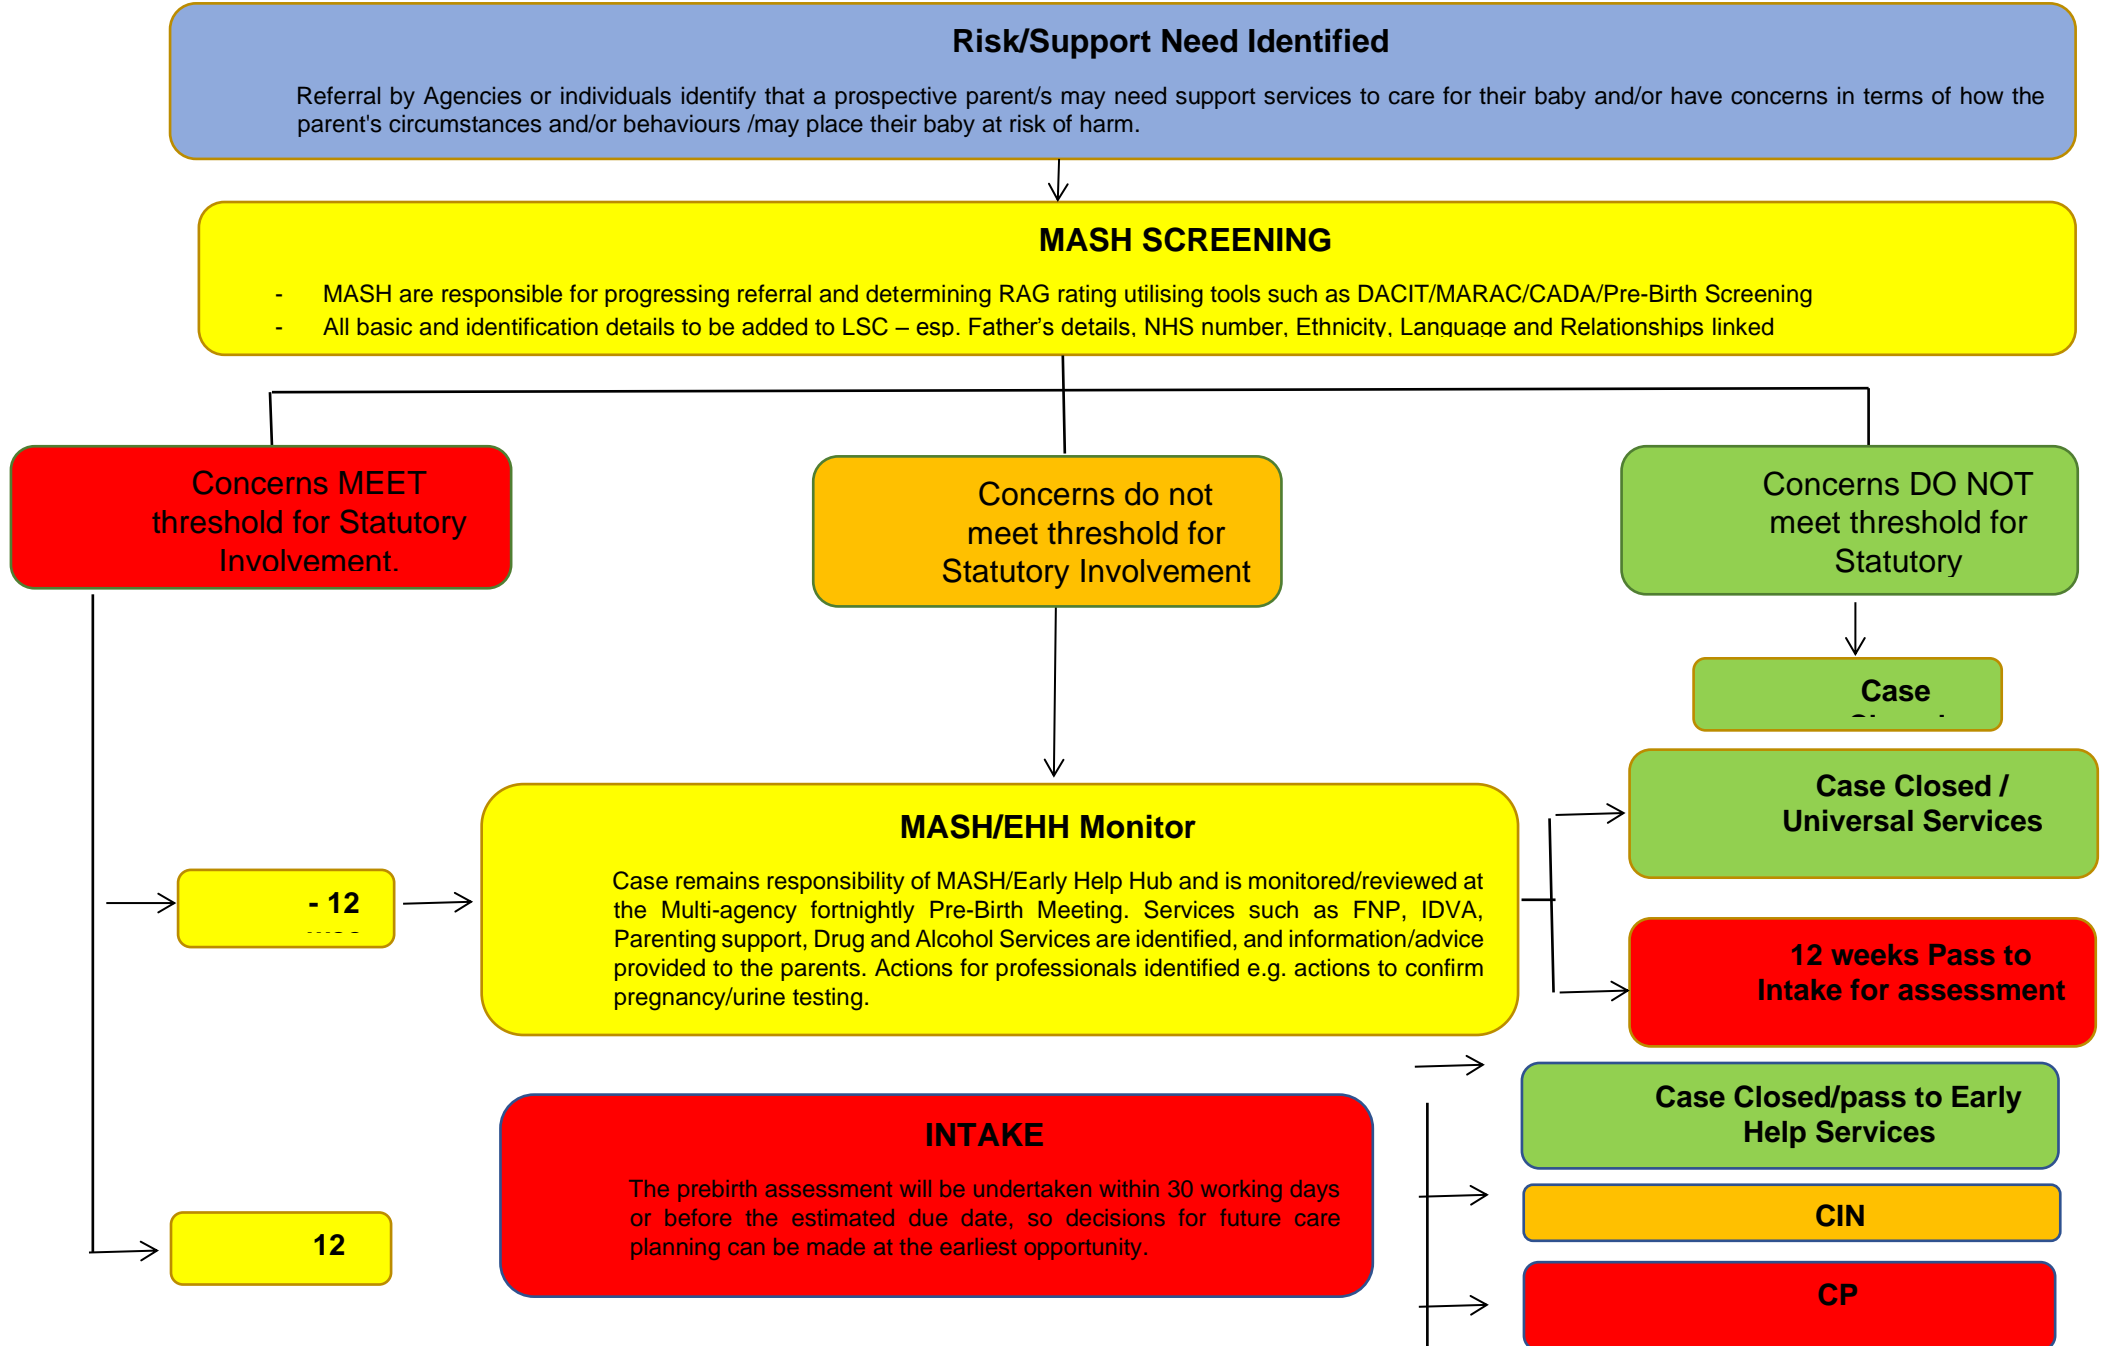 Risk/Support Need Identified
Referral by Agencies or individuals identify that a prospective parent/s may need support services to care for their baby and/or have concerns in terms of how the
parent's circumstances and/or behaviours /may place their baby at risk of harm.
MASH SCREENING
- MASH are responsible for progressing referral and determining RAG rating utilising tools such as DACIT/MARAC/CADA/Pre-Birth Screening
- All basic and identification details to be added to LSC – esp. Father's details, NHS number, Ethnicity, Language and Relationships linked
Concerns MEET
threshold for Statutory
Involvement.
Concerns do not
meet threshold for
Statutory Involvement
Concerns DO NOT
meet threshold for
Statutory
Case
Case Closed /
Universal Services
MASH/EHH Monitor
Case remains responsibility of MASH/Early Help Hub and is monitored/reviewed at
the Multi-agency fortnightly Pre-Birth Meeting. Services such as FNP, IDVA,
Parenting support, Drug and Alcohol Services are identified, and information/advice
provided to the parents. Actions for professionals identified e.g. actions to confirm
pregnancy/urine testing.
- 12
12 weeks Pass to
Intake for assessment
Case Closed/pass to Early
Help Services
INTAKE
The prebirth assessment will be undertaken within 30 working days
or before the estimated due date, so decisions for future care
planning can be made at the earliest opportunity.
12
CIN
CP